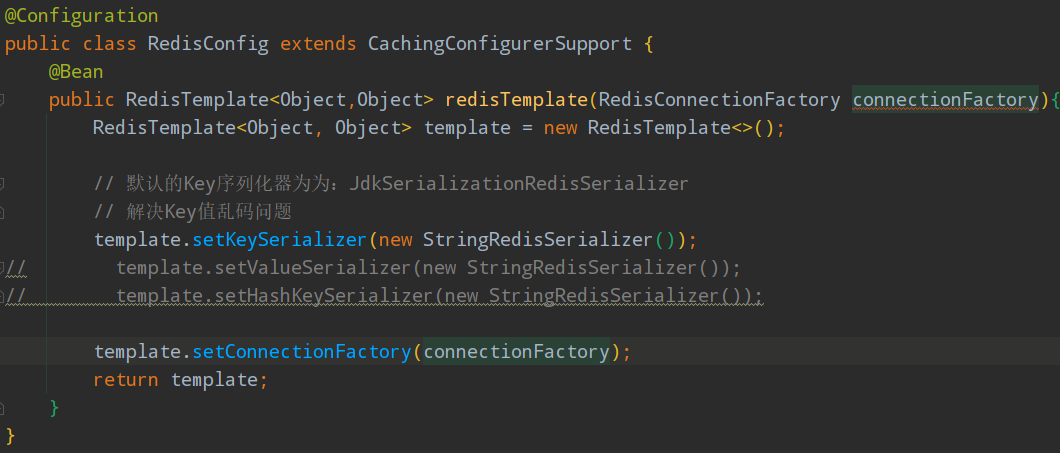 @Configuration
public class RedisConfig extends CachingConfigurerSupport {
    @Bean
    public RedisTemplate<Object,Object> redisTemplate(RedisConnectionFactory connectionFactory){
        RedisTemplate<Object, Object> template = new RedisTemplate<>();

        // 默认的Key序列化器为为：JdkSerializationRedisSerializer
        // 解决Key值乱码问题
        template.setKeySerializer(new StringRedisSerializer());
//        template.setValueSerializer(new StringRedisSerializer());
//        template.setHashKeySerializer(new StringRedisSerializer());

        template.setConnectionFactory(connectionFactory);
        return template;
    }
}